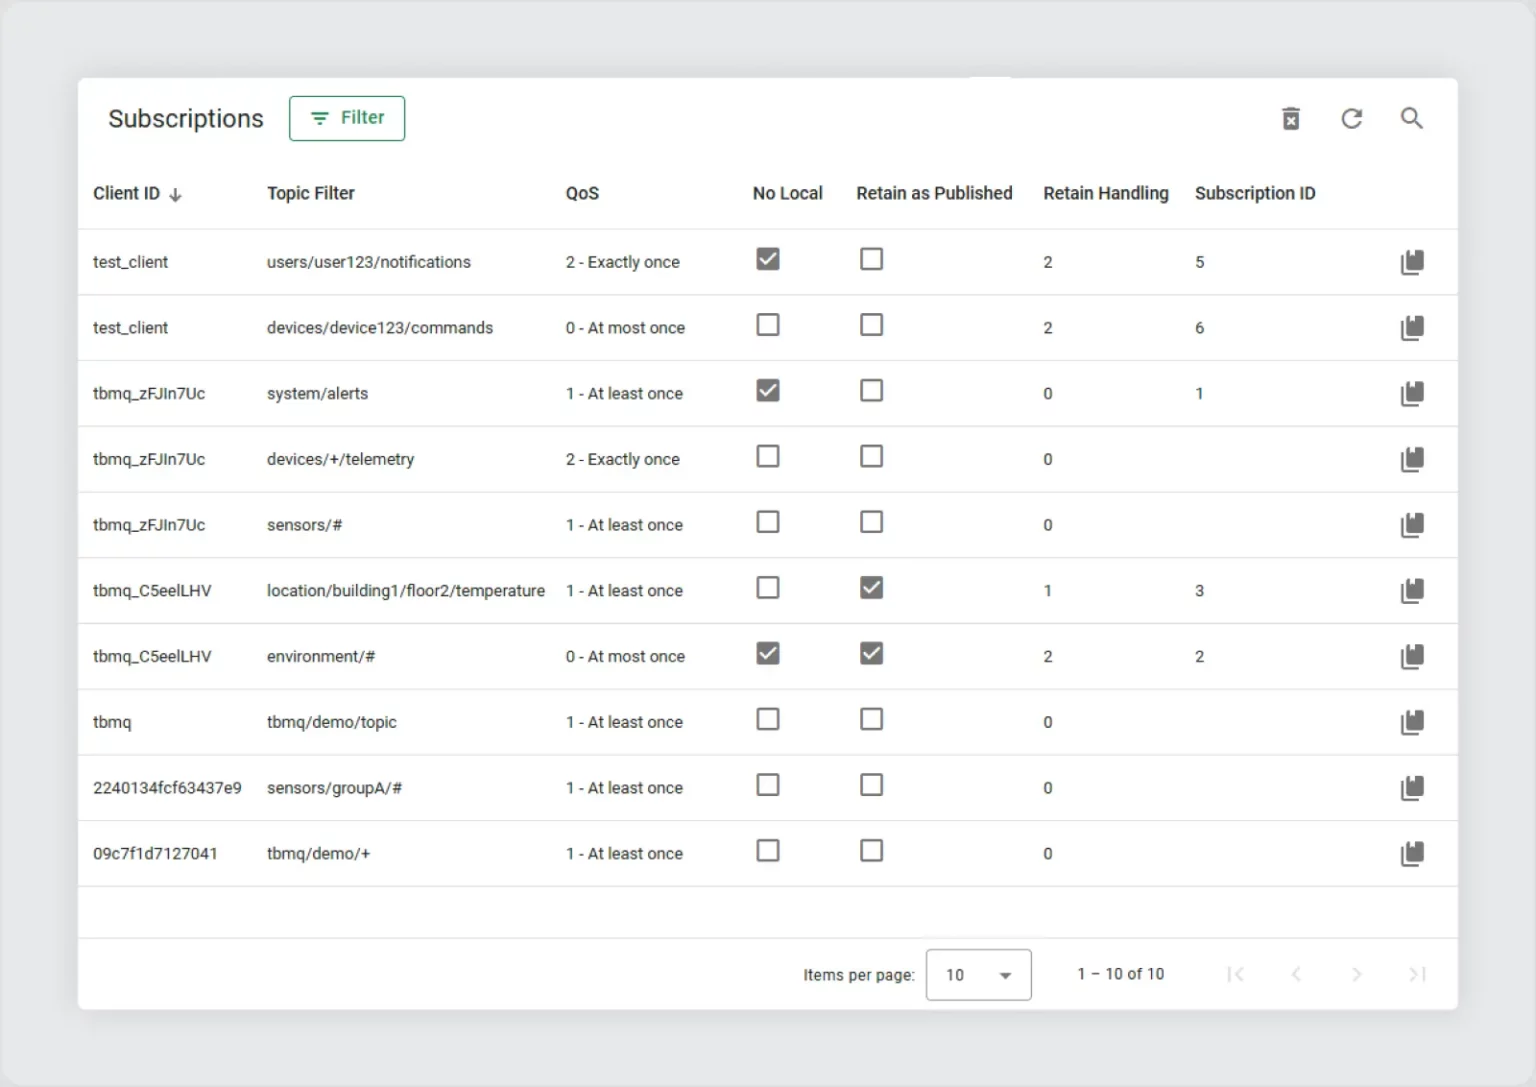 Subscriptions Filter
Client ID Topic Filter QoS No Local Retain as Published Retain Handling Subscription ID
test_client users/user123/notifications 2 - Exactly once 2 5
test_client devices/device123/commands 0 - At most once 2 6
tbmq_zFJIn7Uc system/alerts 1 - At least once 0 1
tbmq_zFJIn7Uc devices/+/telemetry 2 - Exactly once 0
tbmq_zFJIn7Uc sensors/# 1 - At least once 0
tbmq_C5eelLHV location/building1/floor2/temperature 1 - At least once 1 3
tbmq_C5eelLHV environment/# 0 - At most once 2 2
tbmq tbmq/demo/topic 1 - At least once 0
2240134fcf63437e9 sensors/groupA/# 1 - At least once 0
09c7f1d7127041 tbmq/demo/+ 1 - At least once 0
Items per page: 10 1 – 10 of 10